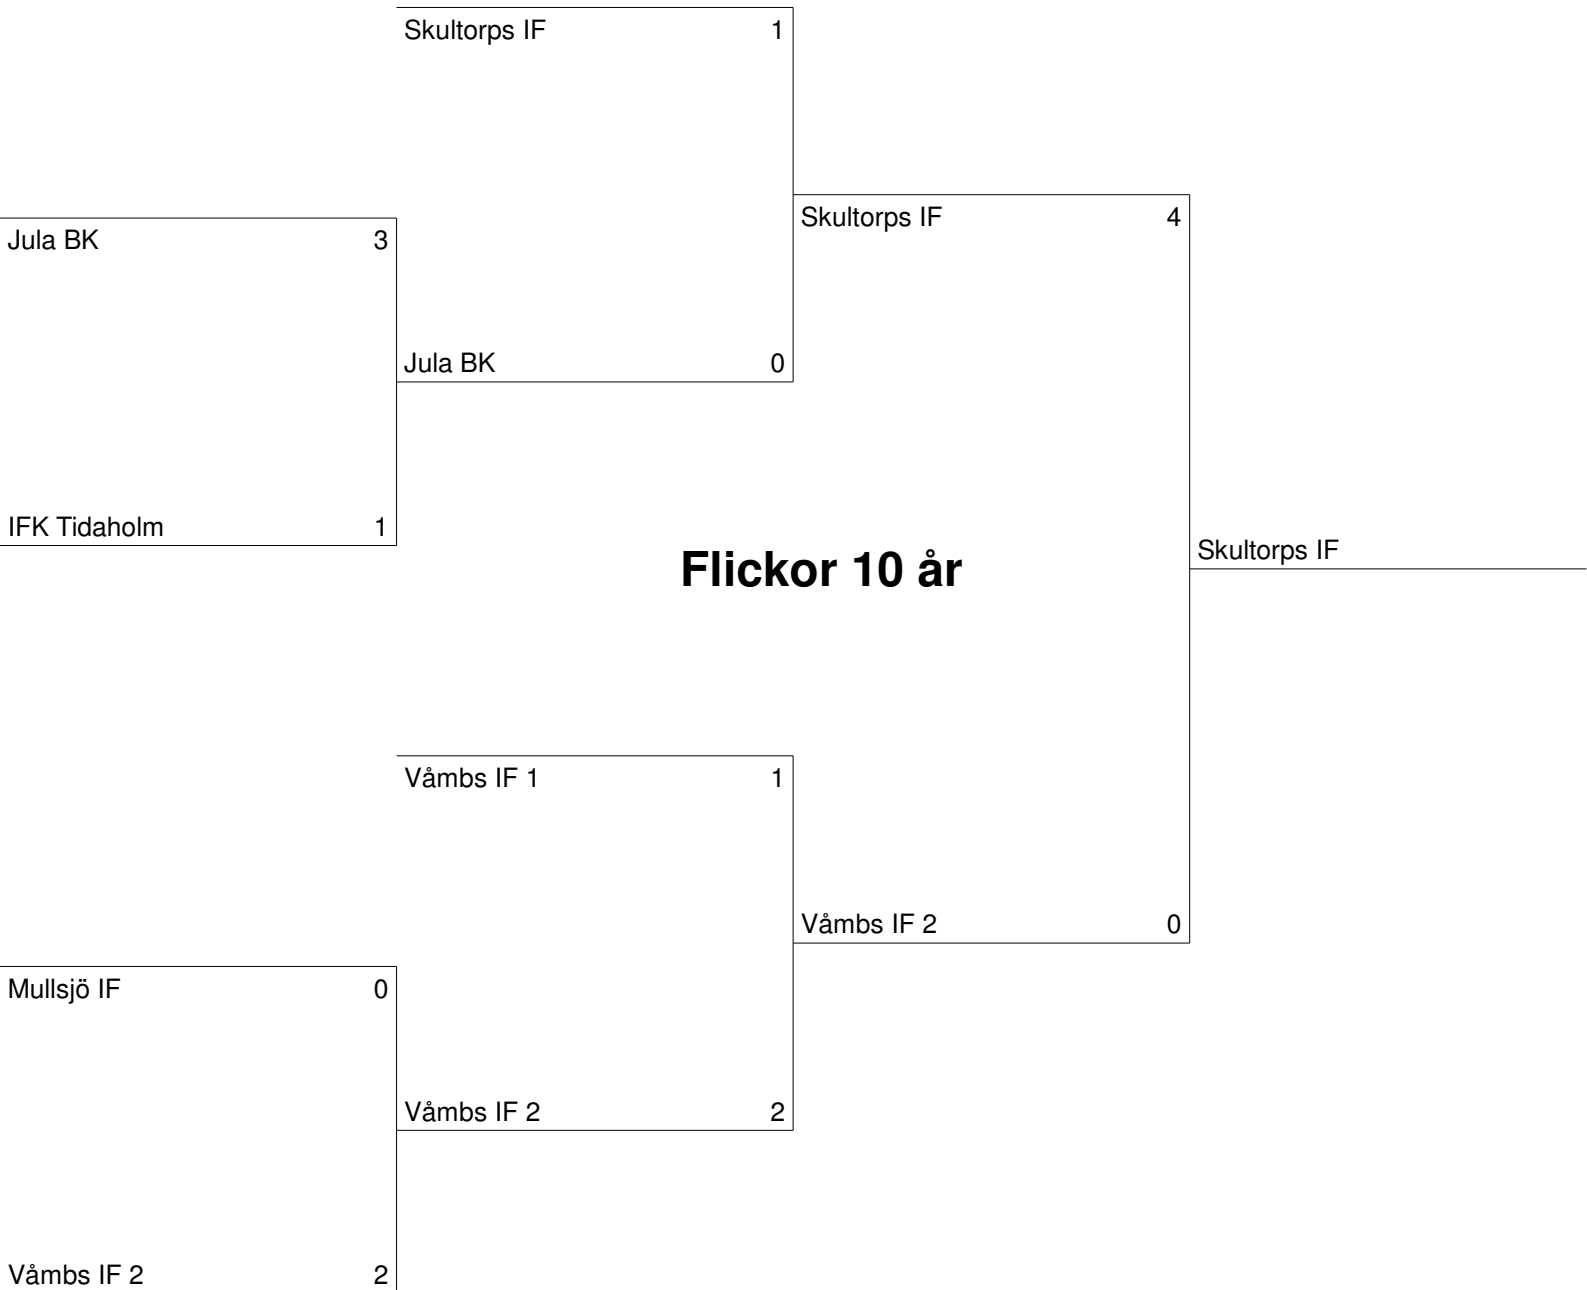 Skultorps IF 1
Skultorps IF 4
Jula BK 3
Jula BK 0
IFK Tidaholm 1
Skultorps IF
Flickor 10 år
Våmbs IF 1 1
Våmbs IF 2 0
Mullsjö IF 0
Våmbs IF 2 2
Våmbs IF 2 2